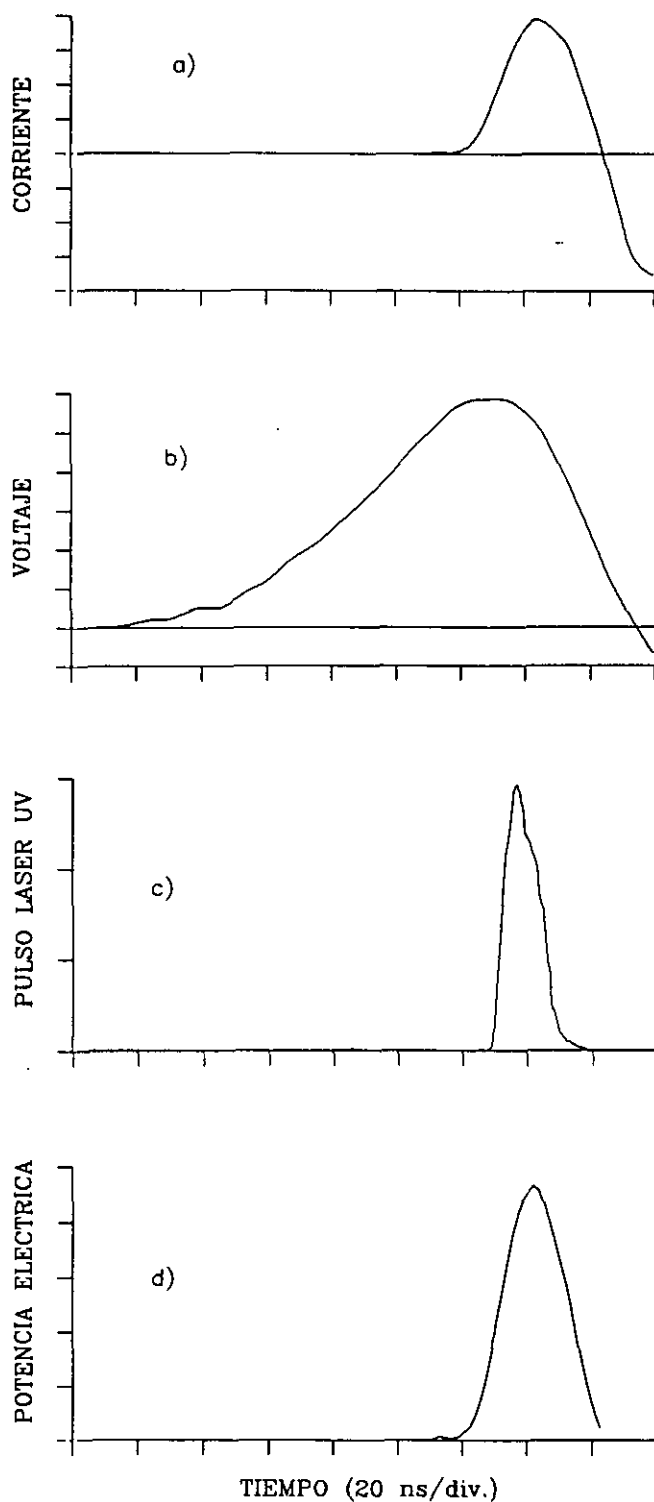 a)
CORRIENTE
b)
VOLTAJE
c)
PULSO LASER UV
d)
POTENCIA ELECTRICA
TIEMPO (20 ns/div.)